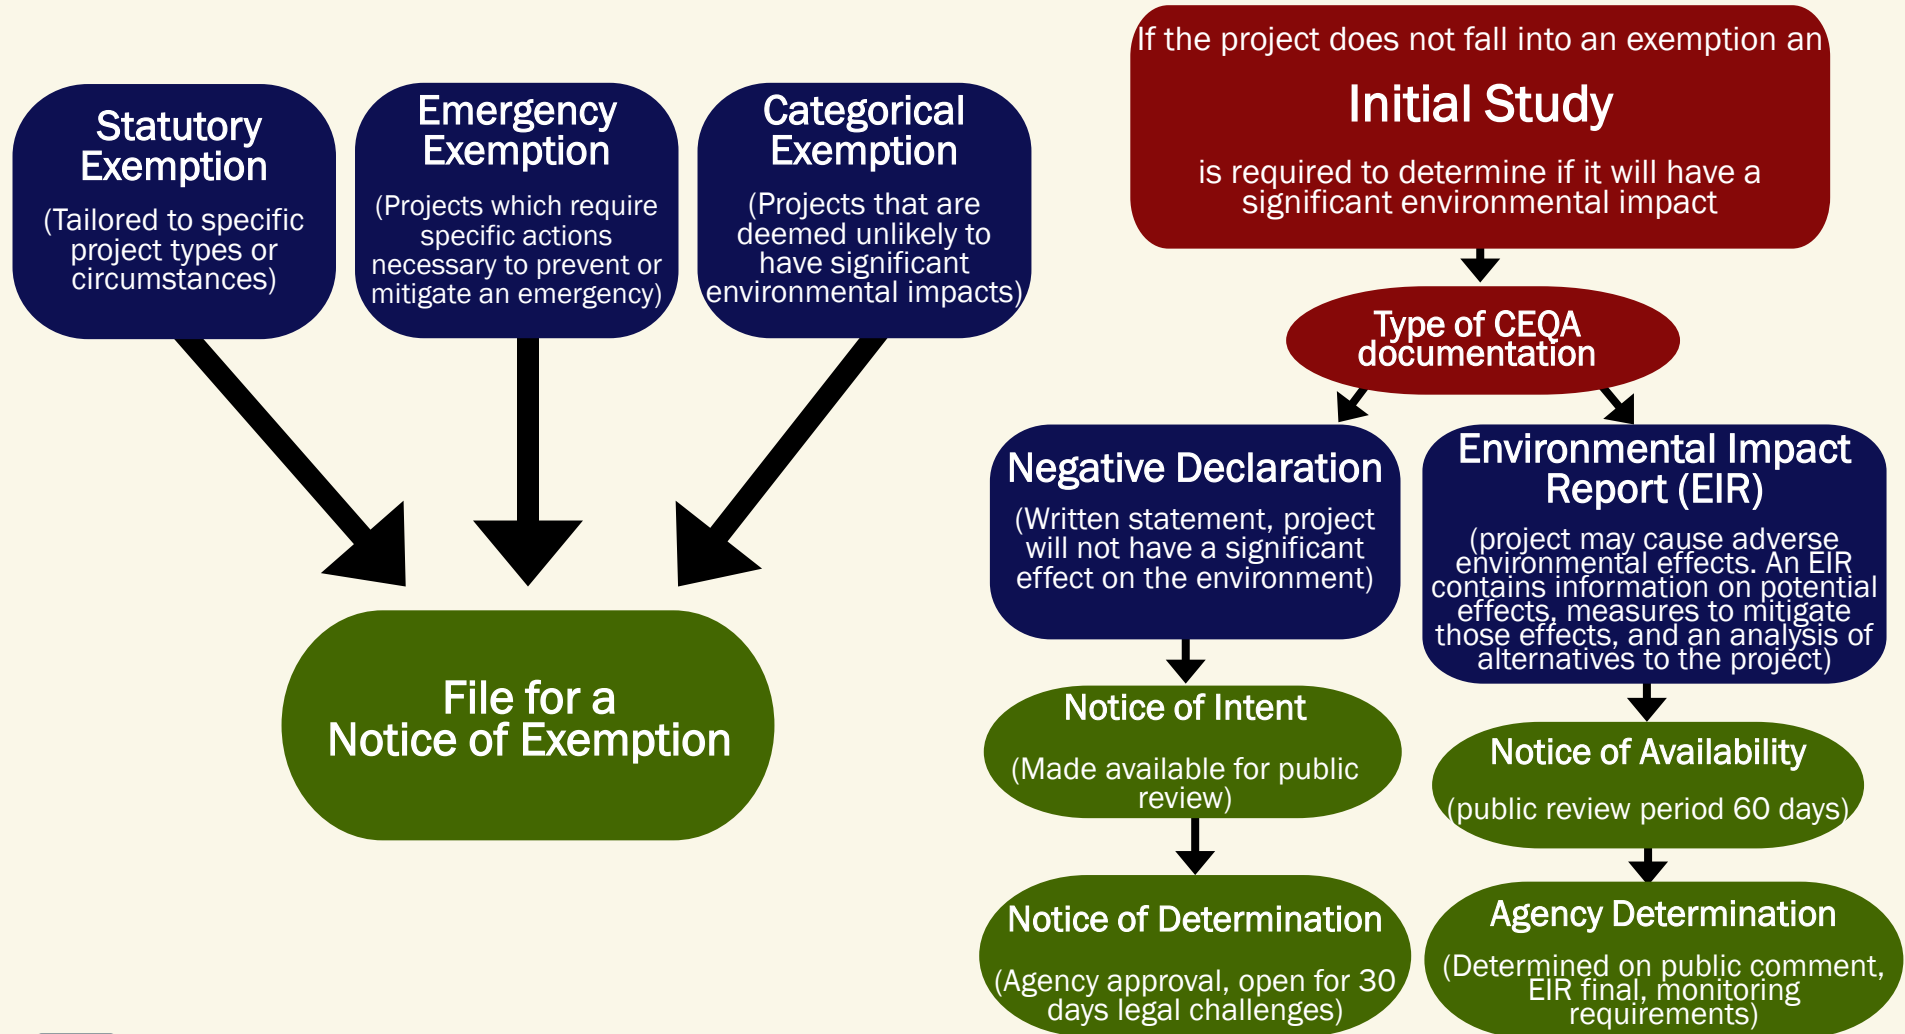 Statutory
Exemption
(Tailored to specific
project types or
circumstances)
Emergency
Exemption
(Projects which require
specific actions
necessary to prevent or
mitigate an emergency)
Categorical
Exemption
(Projects that are
deemed unlikely to
have significant
environmental impacts)
File for a
Notice of Exemption
If the project does not fall into an exemption an
Initial Study
is required to determine if it will have a
significant environmental impact
Type of CEQA
documentation
Negative Declaration
(Written statement, project
will not have a significant
effect on the environment)
Notice of Intent
(Made available for public
review)
Notice of Determination
(Agency approval, open for 30
days legal challenges)
Environmental Impact
Report (EIR)
(project may cause adverse
environmental effects. An EIR
contains information on potential
effects, measures to mitigate
those effects, and an analysis of
alternatives to the project)
Notice of Availability
(public review period 60 days)
Agency Determination
(Determined on public comment,
EIR final, monitoring
requirements)